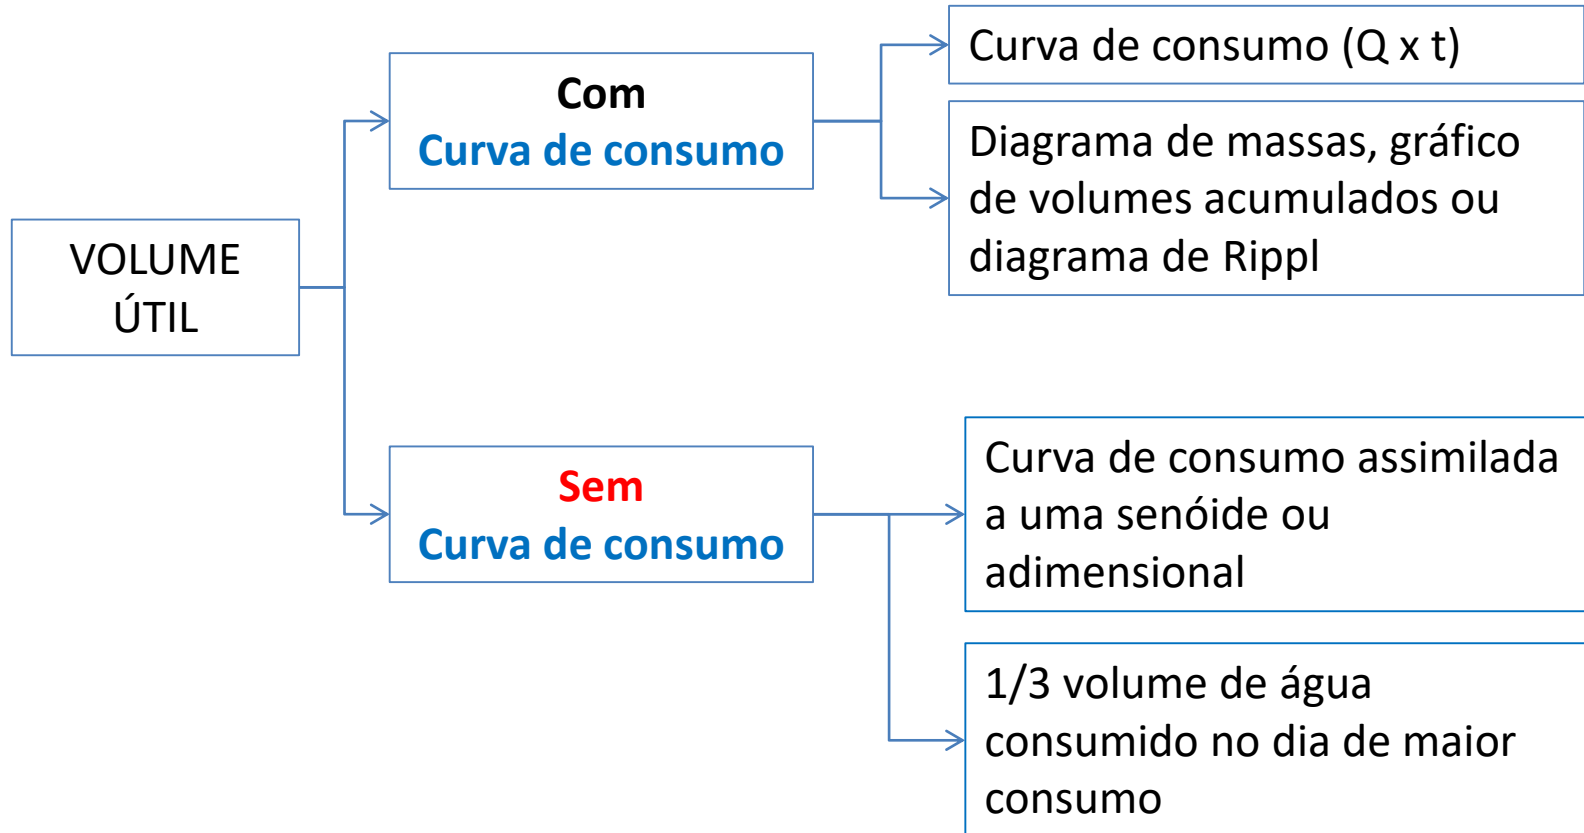 VOLUME
ÚTIL
Com
Curva de consumo
Curva de consumo (Q x t)
Diagrama de massas, gráfico
de volumes acumulados ou
diagrama de Rippl
Sem
Curva de consumo
Curva de consumo assimilada
a uma senóide ou
adimensional
1/3 volume de água
consumido no dia de maior
consumo